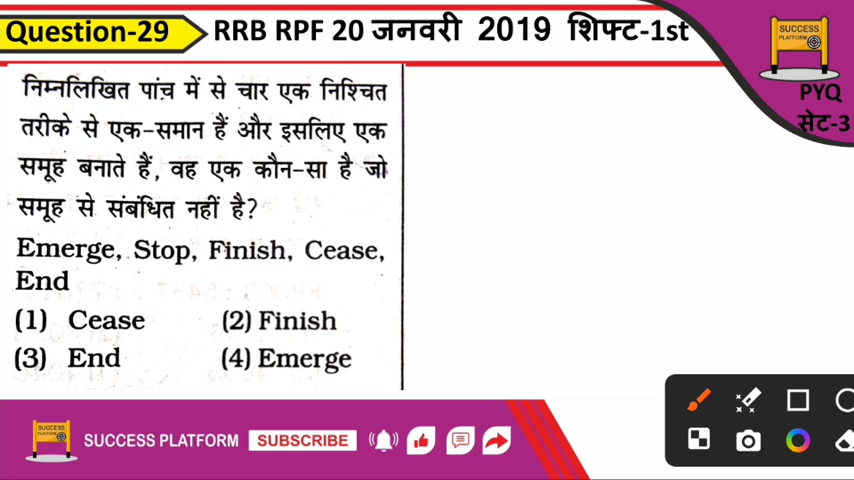 Question-29
RRB RPF 20 जनवरी 2019 शिफ्ट-1st
SUCCESS
PLATFORM
PYQ
सेट-3
निम्नलिखित पांच में से चार एक निश्चित
तरीके से एक-समान हैं और इसलिए एक
समूह बनाते हैं, वह एक कौन-सा है जो
समूह से संबंधित नहीं है?
Emerge, Stop, Finish, Cease,
End
(1) Cease (2) Finish
(3) End (4) Emerge
SUCCESS
PLATFORM
SUCCESS PLATFORM SUBSCRIBE